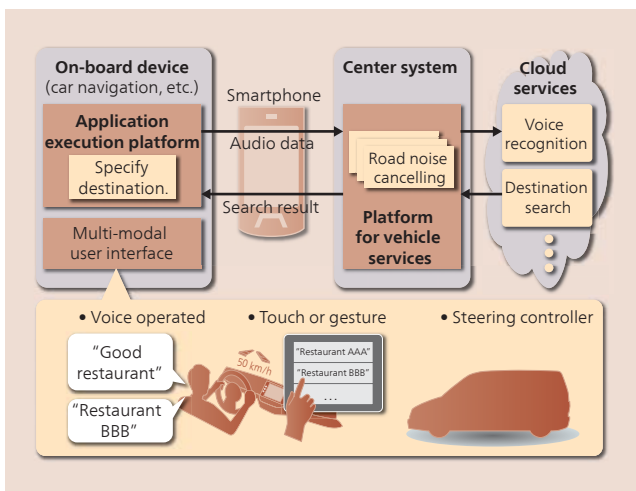 On-board device
(car navigation, etc.)
Application
execution platform
Specify
destination.
Multi-modal
user interface
Smartphone
Audio data
Search result
Center system
Road noise
cancelling
Platform
for vehicle
services
Cloud
services
Voice
recognition
Destination
search
• Voice operated
• Touch or gesture
• Steering controller
“Good
restaurant”
“Restaurant
BBB”
50 km/h
"Restaurant AAA"
"Restaurant BBB"
...